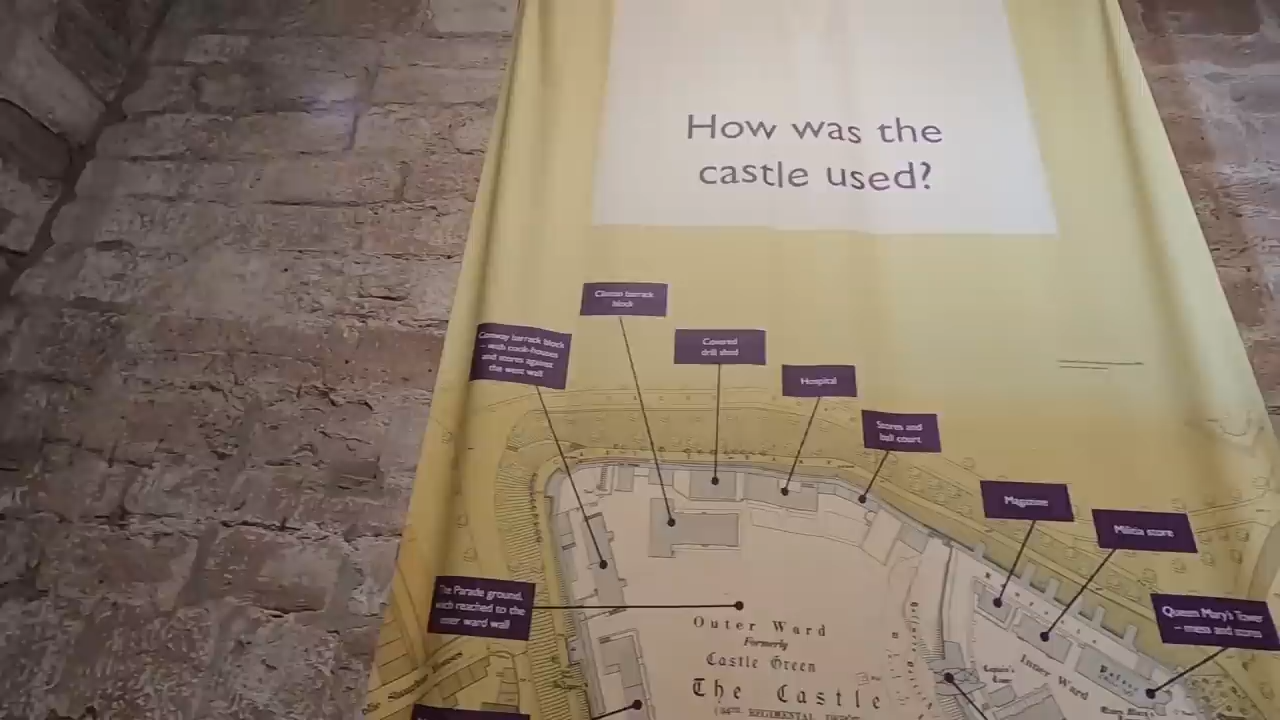 How was the
castle used?
Clinton barrack
block
Conway barrack block
– with cook-houses
and stores against
the west wall
Covered
drill shed
Hospital
Stores and
ball court
Magazine
Militia store
Queen Mary's Tower
– mess and stores
The Parade ground,
which reached to the
inner ward wall
Outer Ward
Formerly
Castle Green
The Castle
REGIMENTAL
Inner Ward